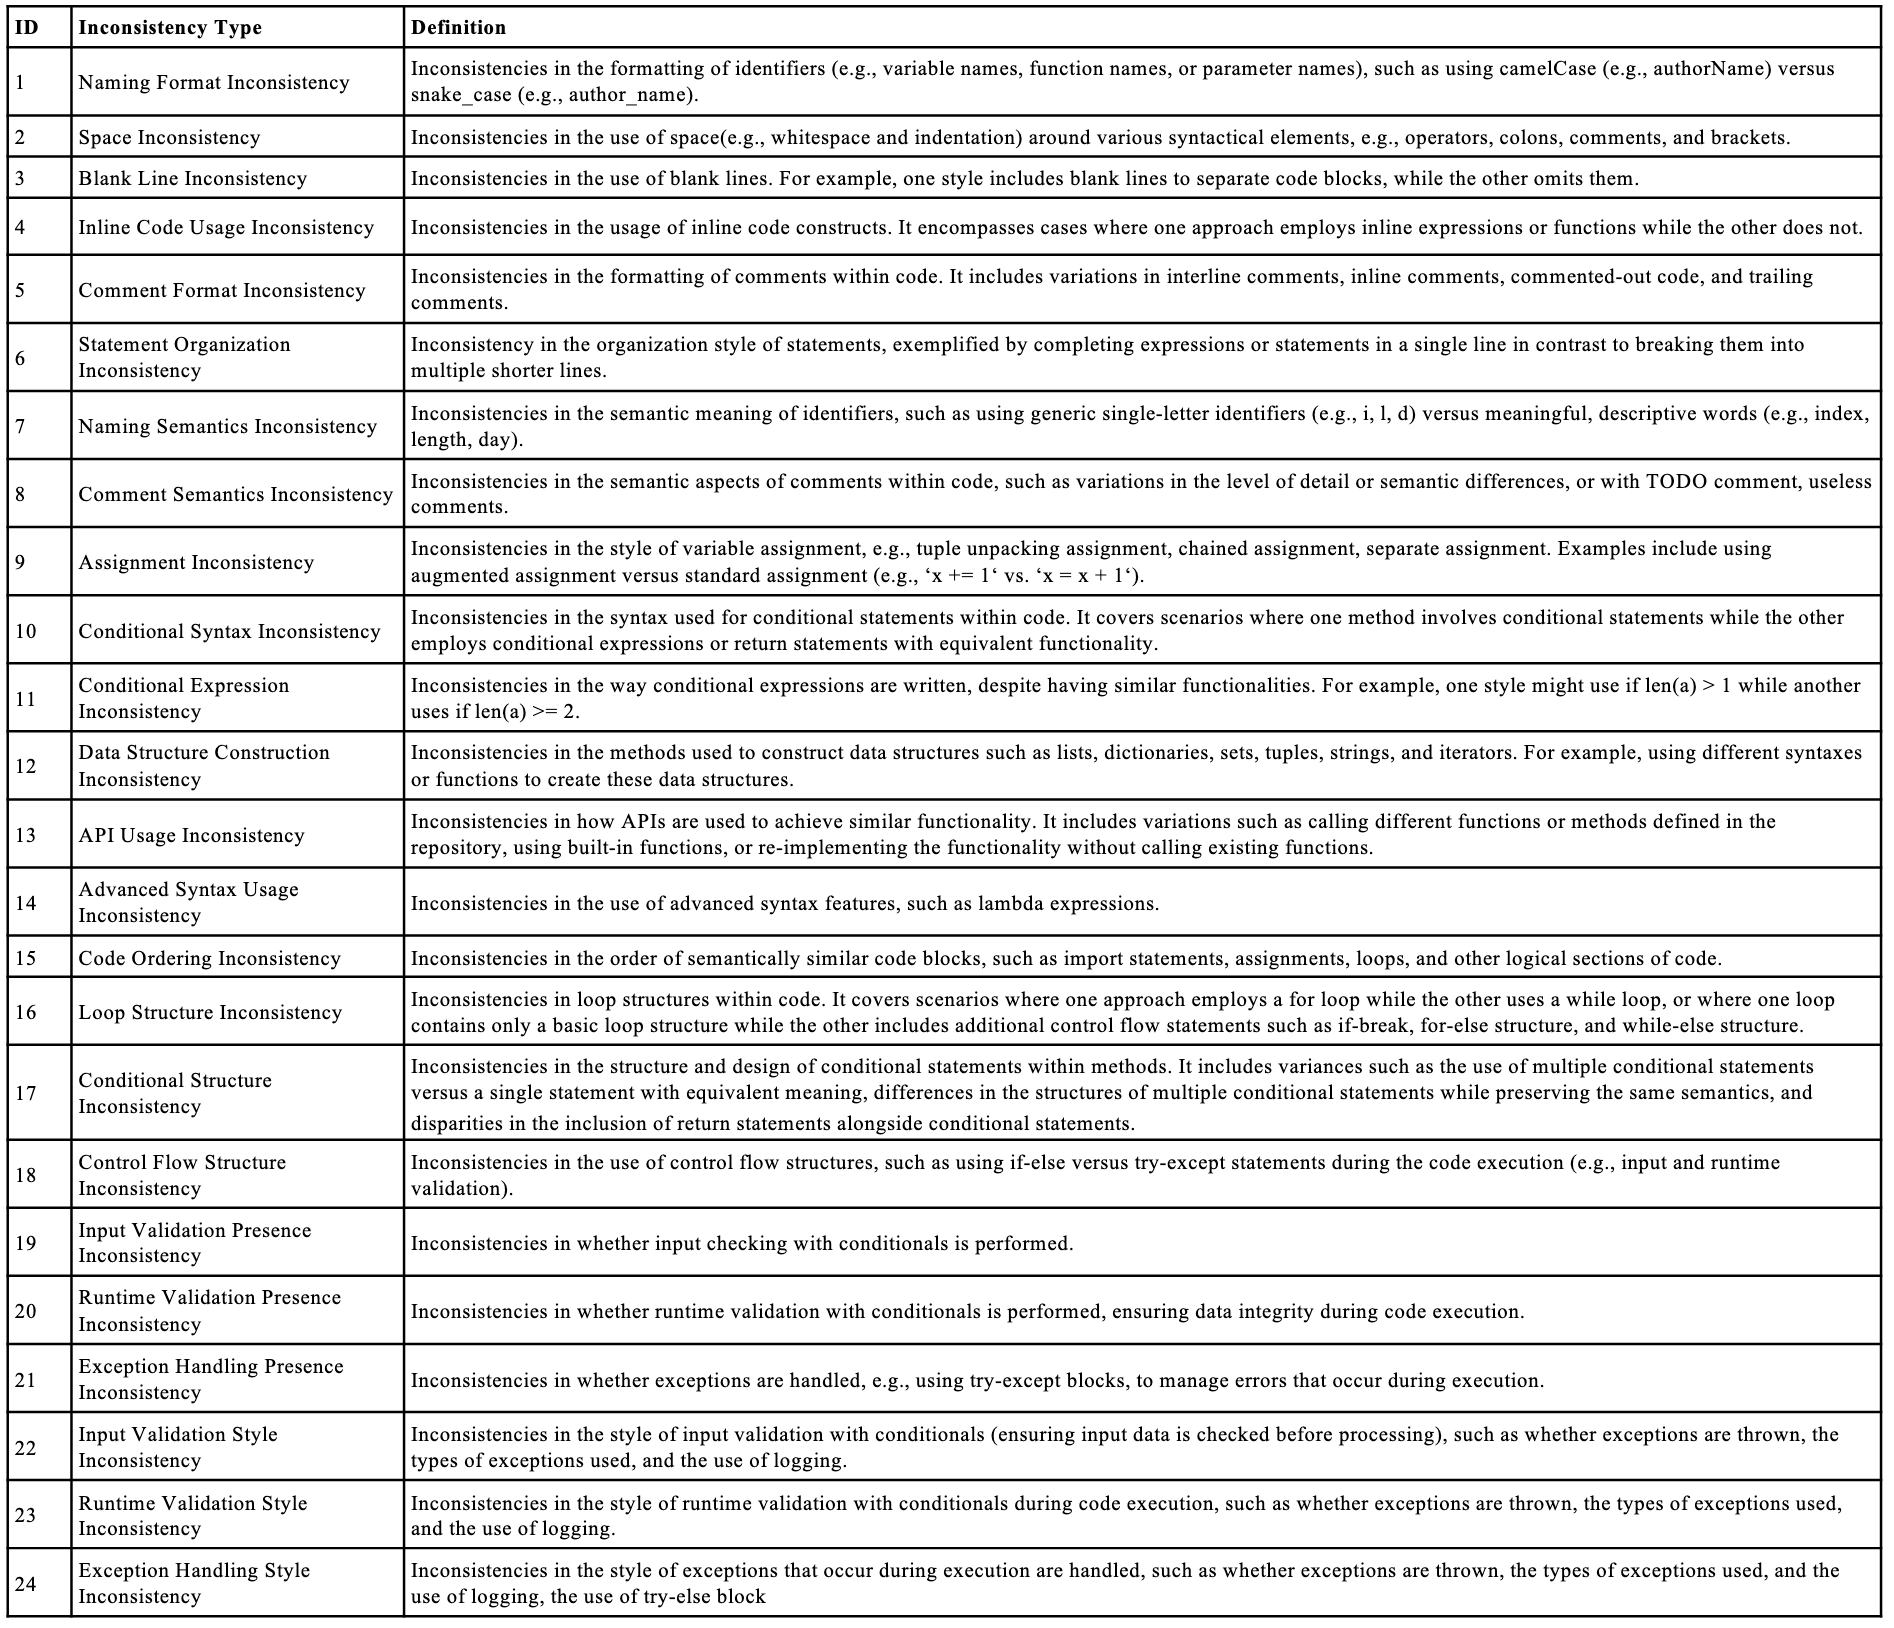 ID Inconsistency Type Definition
1 Naming Format Inconsistency Inconsistencies in the formatting of identifiers (e.g., variable names, function names, or parameter names), such as using camelCase (e.g., authorName) versus
snake_case (e.g., author_name).
2 Space Inconsistency Inconsistencies in the use of space(e.g., whitespace and indentation) around various syntactical elements, e.g., operators, colons, comments, and brackets.
3 Blank Line Inconsistency Inconsistencies in the use of blank lines. For example, one style includes blank lines to separate code blocks, while the other omits them.
4 Inline Code Usage Inconsistency Inconsistencies in the usage of inline code constructs. It encompasses cases where one approach employs inline expressions or functions while the other does not.
5 Comment Format Inconsistency Inconsistencies in the formatting of comments within code. It includes variations in interline comments, inline comments, commented-out code, and trailing
comments.
6 Statement Organization
Inconsistency
Inconsistency in the organization style of statements, exemplified by completing expressions or statements in a single line in contrast to breaking them into
multiple shorter lines.
7 Naming Semantics Inconsistency Inconsistencies in the semantic meaning of identifiers, such as using generic single-letter identifiers (e.g., i, l, d) versus meaningful, descriptive words (e.g., index,
length, day).
8 Comment Semantics Inconsistency Inconsistencies in the semantic aspects of comments within code, such as variations in the level of detail or semantic differences, or with TODO comment, useless
comments.
9 Assignment Inconsistency Inconsistencies in the style of variable assignment, e.g., tuple unpacking assignment, chained assignment, separate assignment. Examples include using
augmented assignment versus standard assignment (e.g., ‘x += 1‘ vs. ‘x = x + 1‘).
10 Conditional Syntax Inconsistency Inconsistencies in the syntax used for conditional statements within code. It covers scenarios where one method involves conditional statements while the other
employs conditional expressions or return statements with equivalent functionality.
11 Conditional Expression
Inconsistency
Inconsistencies in the way conditional expressions are written, despite having similar functionalities. For example, one style might use if len(a) > 1 while another
uses if len(a) >= 2.
12 Data Structure Construction
Inconsistency
Inconsistencies in the methods used to construct data structures such as lists, dictionaries, sets, tuples, strings, and iterators. For example, using different syntaxes
or functions to create these data structures.
13 API Usage Inconsistency Inconsistencies in how APIs are used to achieve similar functionality. It includes variations such as calling different functions or methods defined in the
repository, using built-in functions, or re-implementing the functionality without calling existing functions.
14 Advanced Syntax Usage
Inconsistency
Inconsistencies in the use of advanced syntax features, such as lambda expressions.
15 Code Ordering Inconsistency Inconsistencies in the order of semantically similar code blocks, such as import statements, assignments, loops, and other logical sections of code.
16 Loop Structure Inconsistency Inconsistencies in loop structures within code. It covers scenarios where one approach employs a for loop while the other uses a while loop, or where one loop
contains only a basic loop structure while the other includes additional control flow statements such as if-break, for-else structure, and while-else structure.
17 Conditional Structure
Inconsistency
Inconsistencies in the structure and design of conditional statements within methods. It includes variances such as the use of multiple conditional statements
versus a single statement with equivalent meaning, differences in the structures of multiple conditional statements while preserving the same semantics, and
disparities in the inclusion of return statements alongside conditional statements.
18 Control Flow Structure
Inconsistency
Inconsistencies in the use of control flow structures, such as using if-else versus try-except statements during the code execution (e.g., input and runtime
validation).
19 Input Validation Presence
Inconsistency
Inconsistencies in whether input checking with conditionals is performed.
20 Runtime Validation Presence
Inconsistency
Inconsistencies in whether runtime validation with conditionals is performed, ensuring data integrity during code execution.
21 Exception Handling Presence
Inconsistency
Inconsistencies in whether exceptions are handled, e.g., using try-except blocks, to manage errors that occur during execution.
22 Input Validation Style
Inconsistency
Inconsistencies in the style of input validation with conditionals (ensuring input data is checked before processing), such as whether exceptions are thrown, the
types of exceptions used, and the use of logging.
23 Runtime Validation Style
Inconsistency
Inconsistencies in the style of runtime validation with conditionals during code execution, such as whether exceptions are thrown, the types of exceptions used,
and the use of logging.
24 Exception Handling Style
Inconsistency
Inconsistencies in the style of exceptions that occur during execution are handled, such as whether exceptions are thrown, the types of exceptions used, and the
use of logging, the use of try-else block